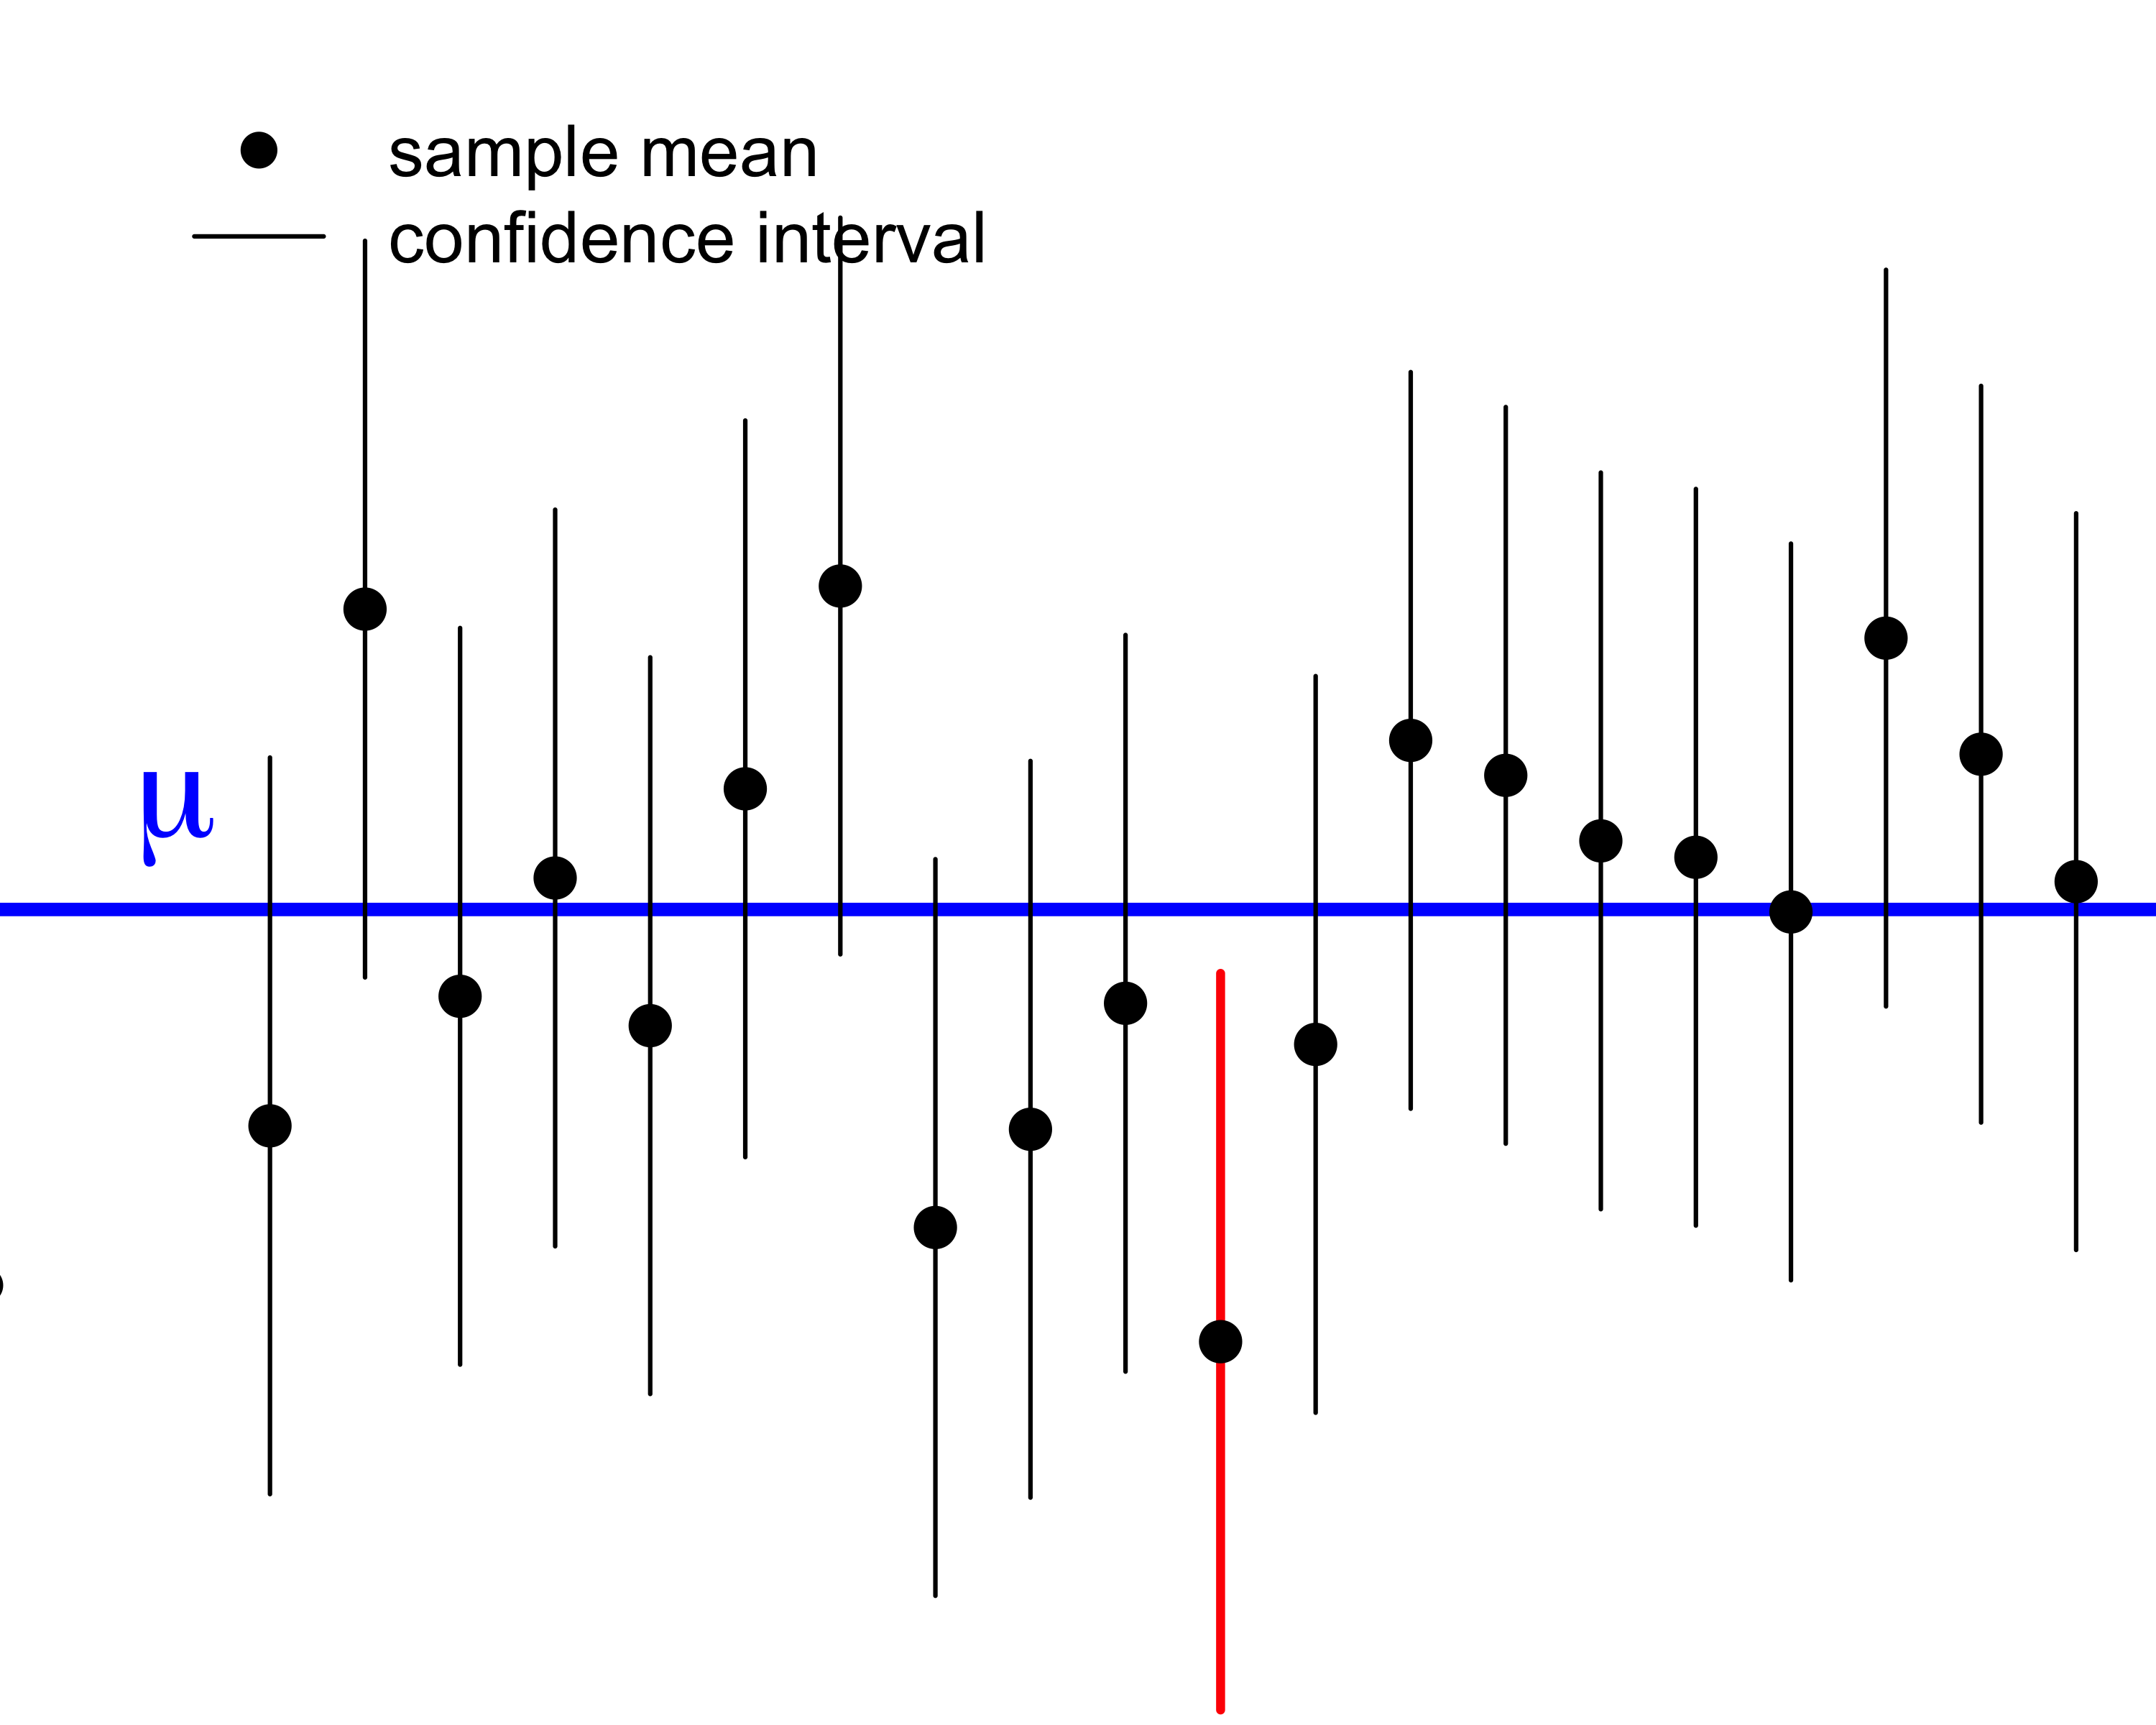 sample mean
confidence interval
μ